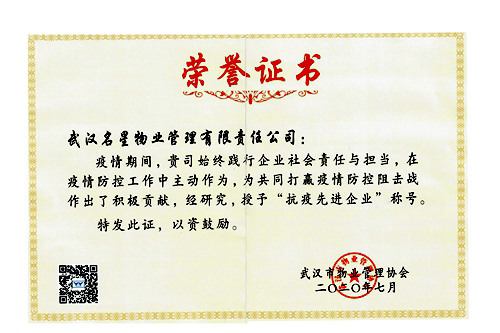 荣誉证书
武汉名星物业管理有限责任公司：
疫情期间，贵司始终践行企业社会责任与担当，在
疫情防控工作中主动作为，为共同打赢疫情防控阻击战
作出了积极贡献，经研究，授予“抗疫先进企业”称号。
特发此证，以资鼓励。
武汉市物业管理协会
二〇二〇年七月